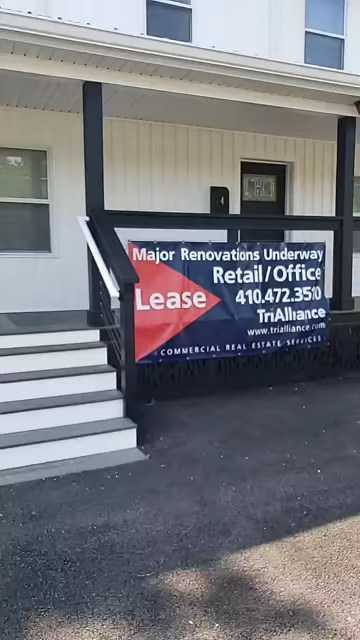 Major Renovations Underway
Retail/Office
Lease
410.472.3510
TriAlliance
www.trialliance.com
COMMERCIAL REAL ESTATE SERVICES